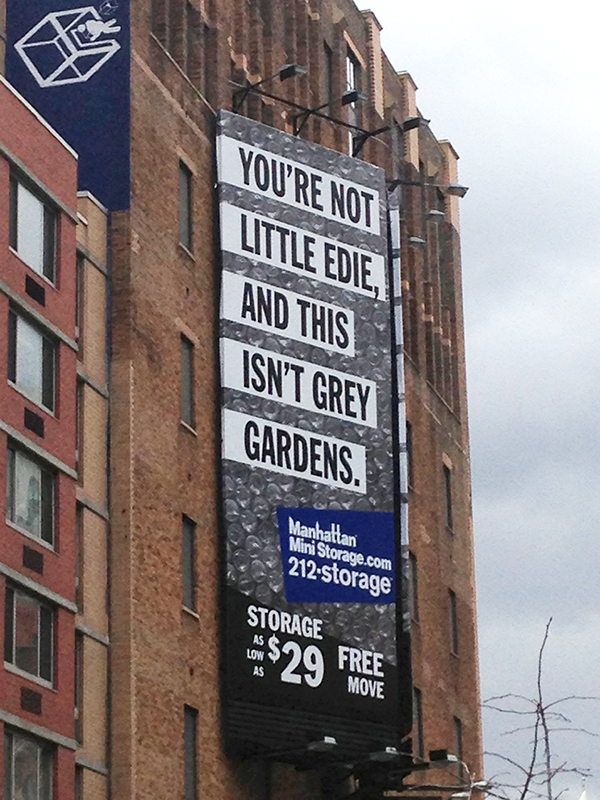 YOU'RE NOT
LITTLE EDIE,
AND THIS
ISN'T GREY
GARDENS.
Manhattan
Mini Storage.com
212-storage
STORAGE
AS
LOW
AS
$29
FREE
MOVE